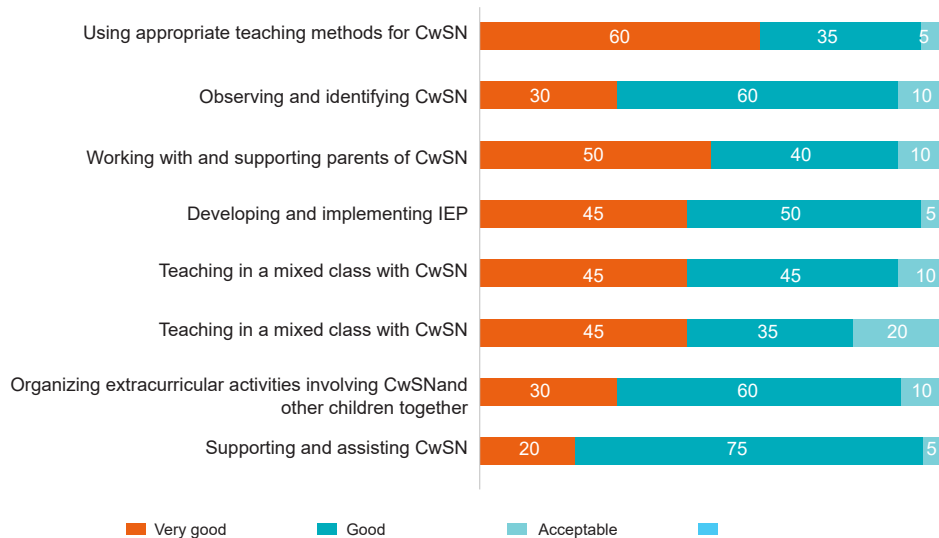 Using appropriate teaching methods for CwSN
60 35 5
Observing and identifying CwSN
30 60 10
Working with and supporting parents of CwSN
50 40 10
Developing and implementing IEP
45 50 5
Teaching in a mixed class with CwSN
45 45 10
Teaching in a mixed class with CwSN
45 35 20
Organizing extracurricular activities involving CwSNand
other children together
30 60 10
Supporting and assisting CwSN
20 75 5
Very good Good Acceptable